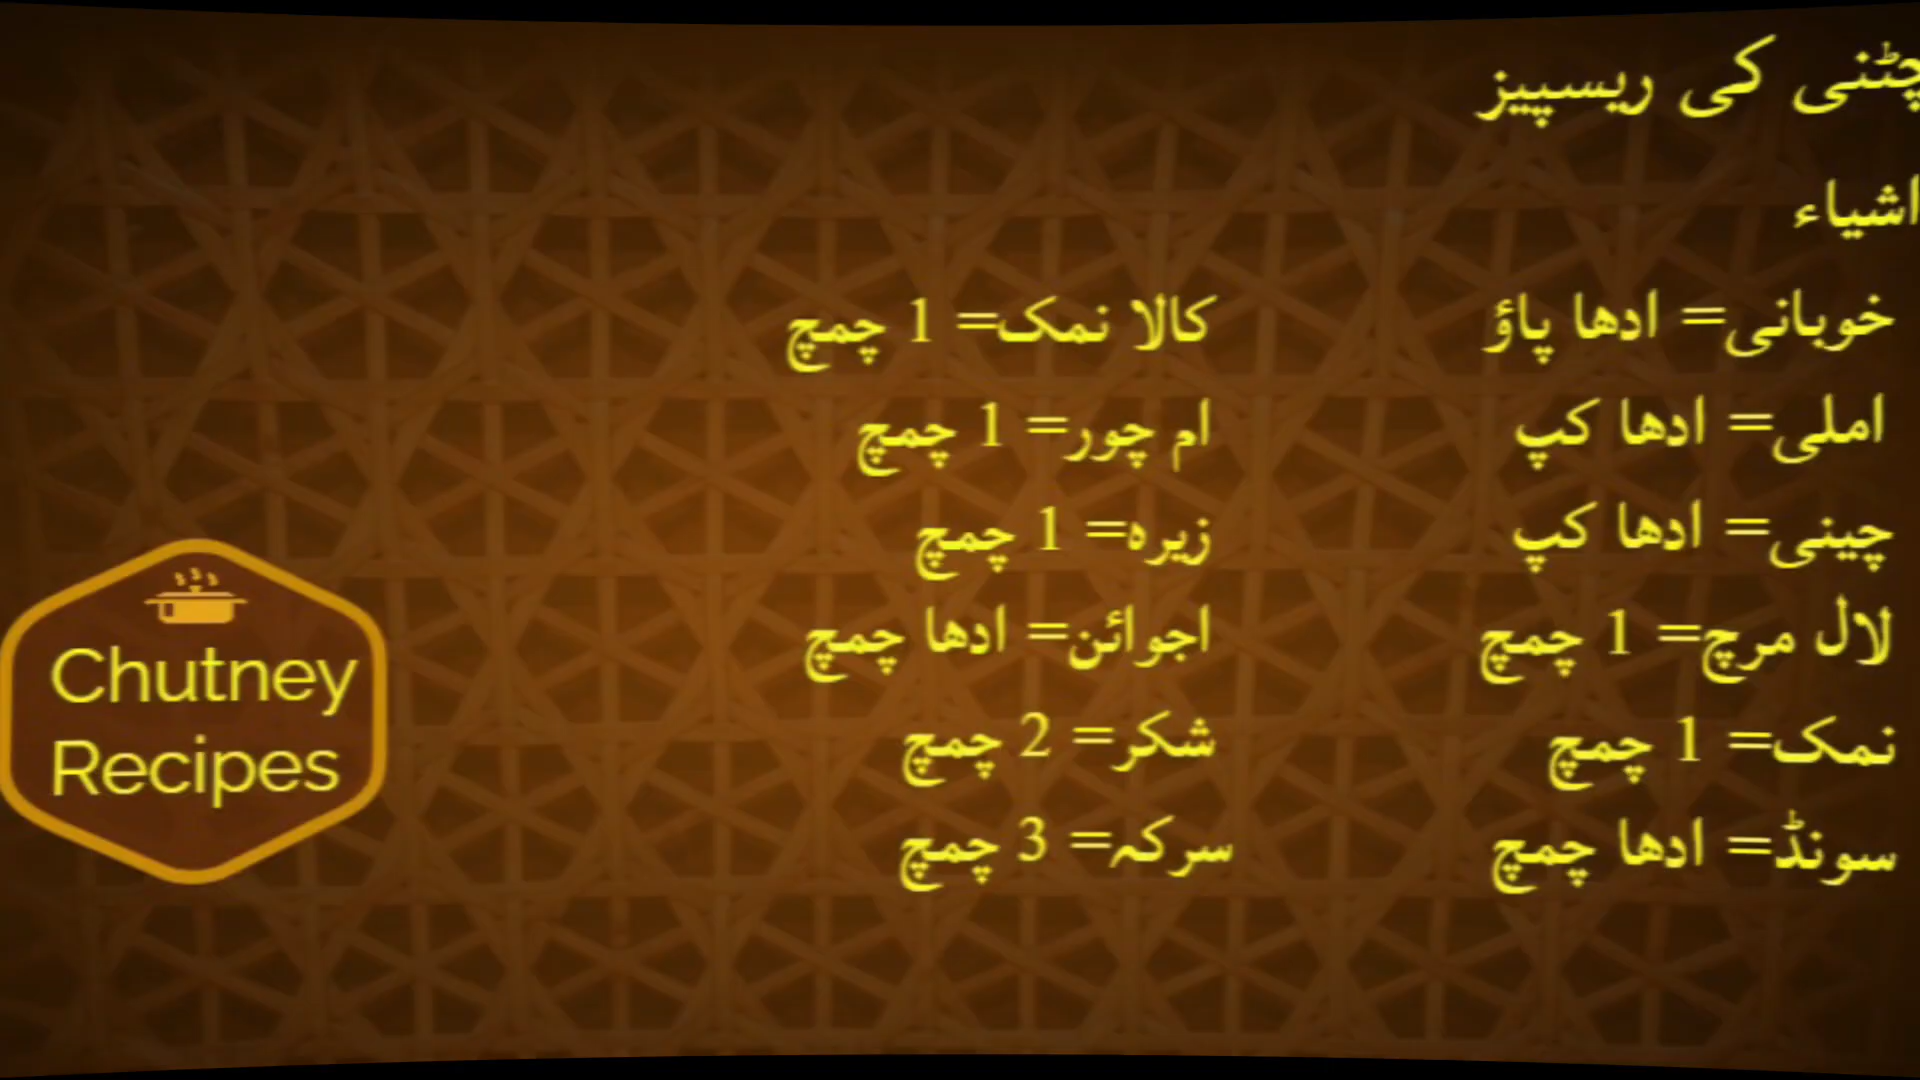 چٹنی کی ریسپیز
اشیاء
خوبانی= ادھا پاؤ
املی= ادھا کپ
چینی= ادھا کپ
لال مرچ= 1 چمچ
نمک= 1 چمچ
سونڈ= ادھا چمچ
کالا نمک= 1 چمچ
ام چور= 1 چمچ
زیرہ= 1 چمچ
اجوائن= ادھا چمچ
شکر= 2 چمچ
سرکہ= 3 چمچ
Chutney
Recipes